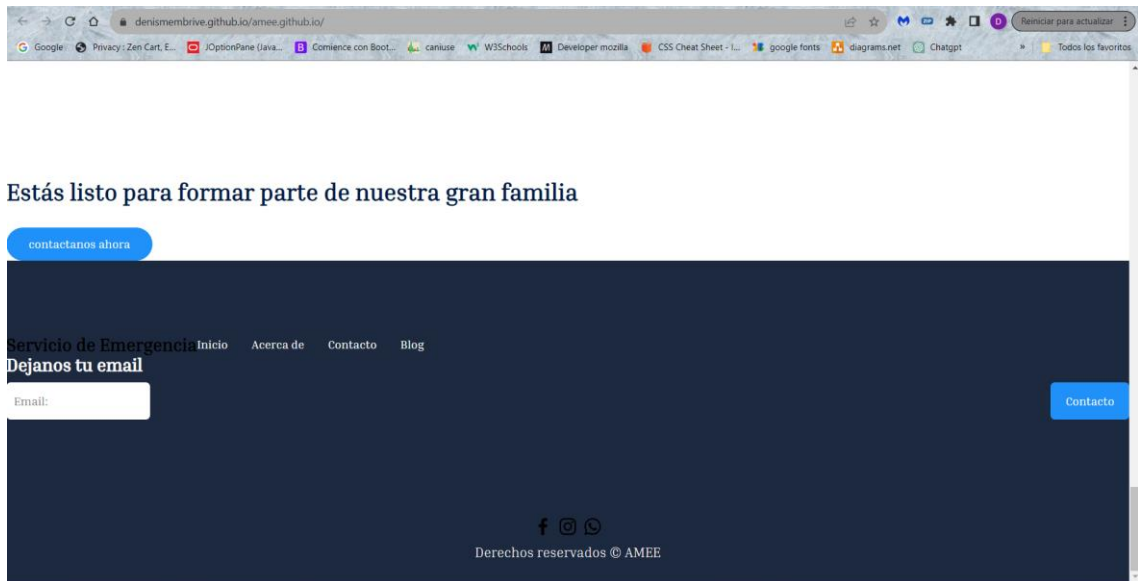 denismembrive.github.io/amee.github.io/
Reiniciar para actualizar
Google Privacy : Zen Cart, E... JOptionPane (Java... Comience con Boot... caniuse W3Schools Developer mozilla CSS Cheat Sheet - I... google fonts diagrams.net Chatgpt » Todos los favoritos
Estás listo para formar parte de nuestra gran familia
contactanos ahora
Servicio de Emergencia Inicio Acerca de Contacto Blog
Dejanos tu email
Email: Contacto
Derechos reservados © AMEE